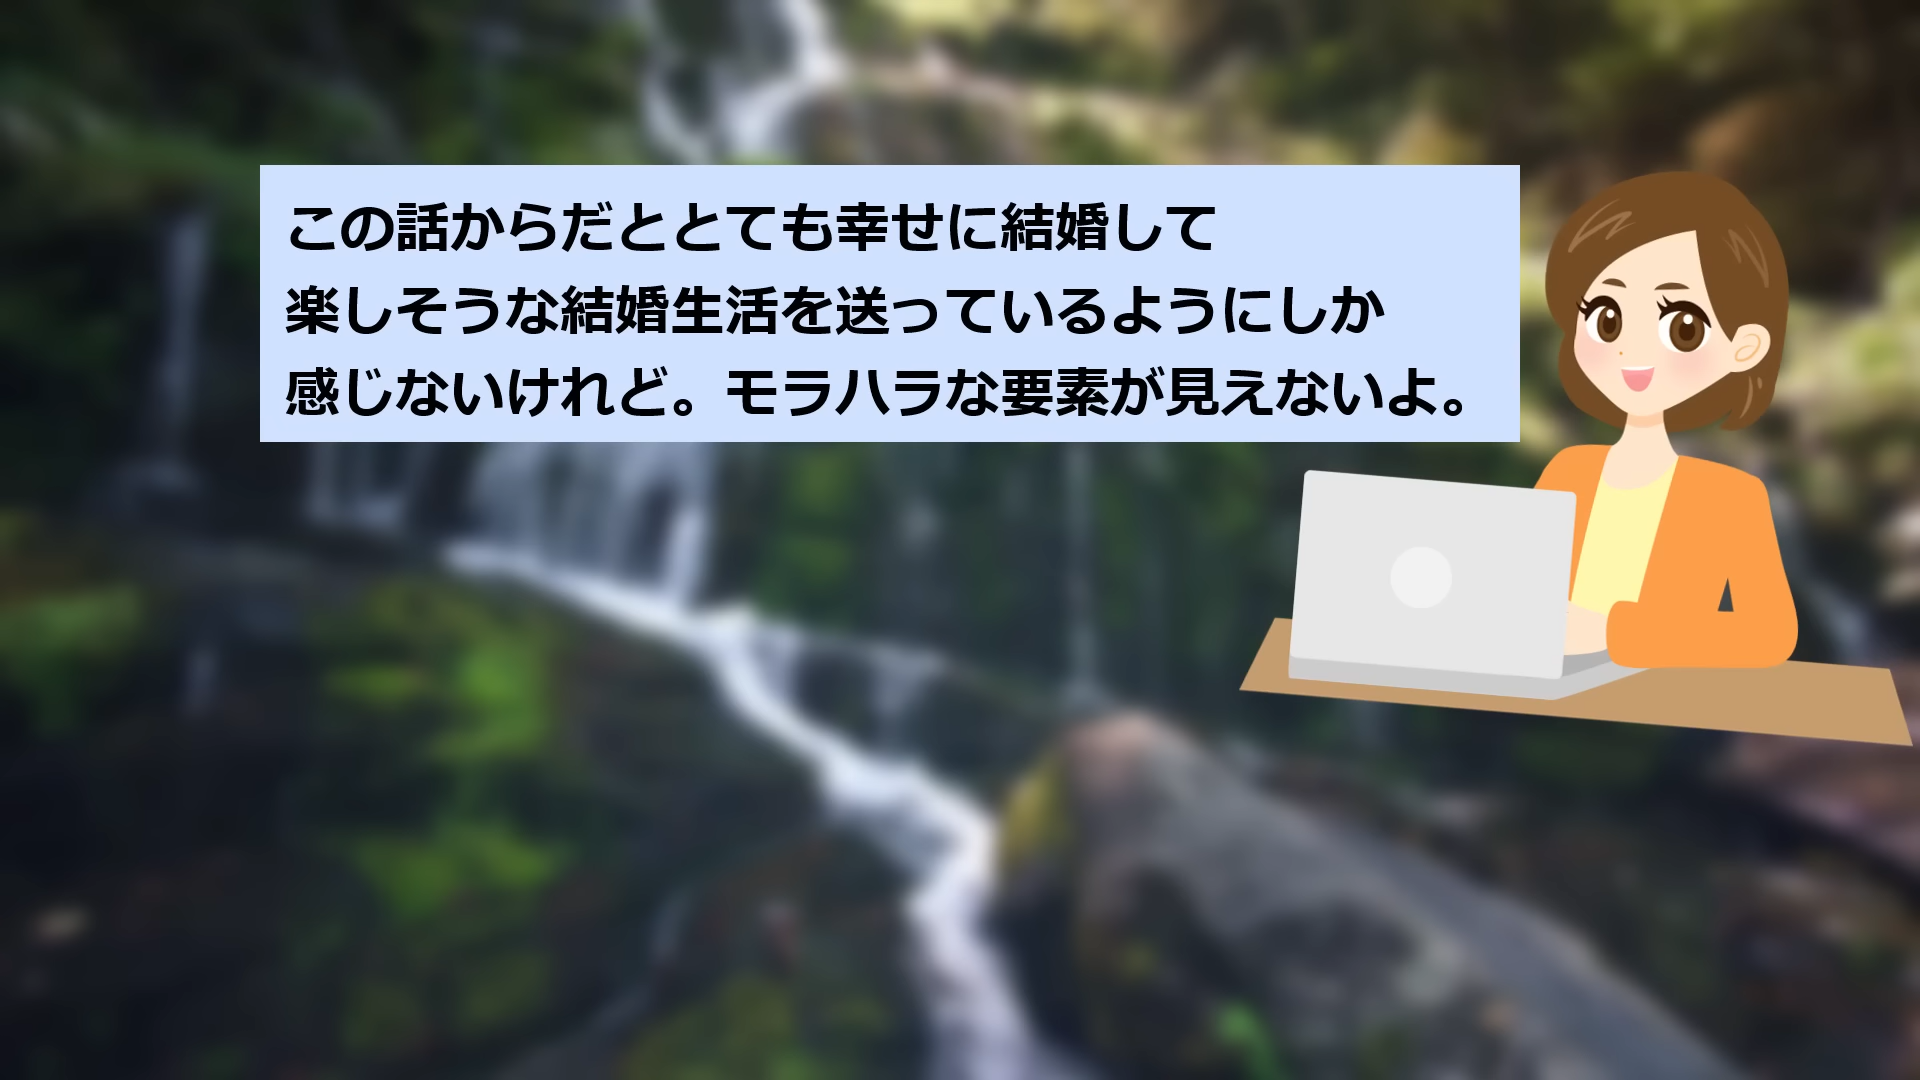 この話からだととても幸せに結婚して
楽しそうな結婚生活を送っているようにしか
感じないけれど。モラハラな要素が見えないよ。